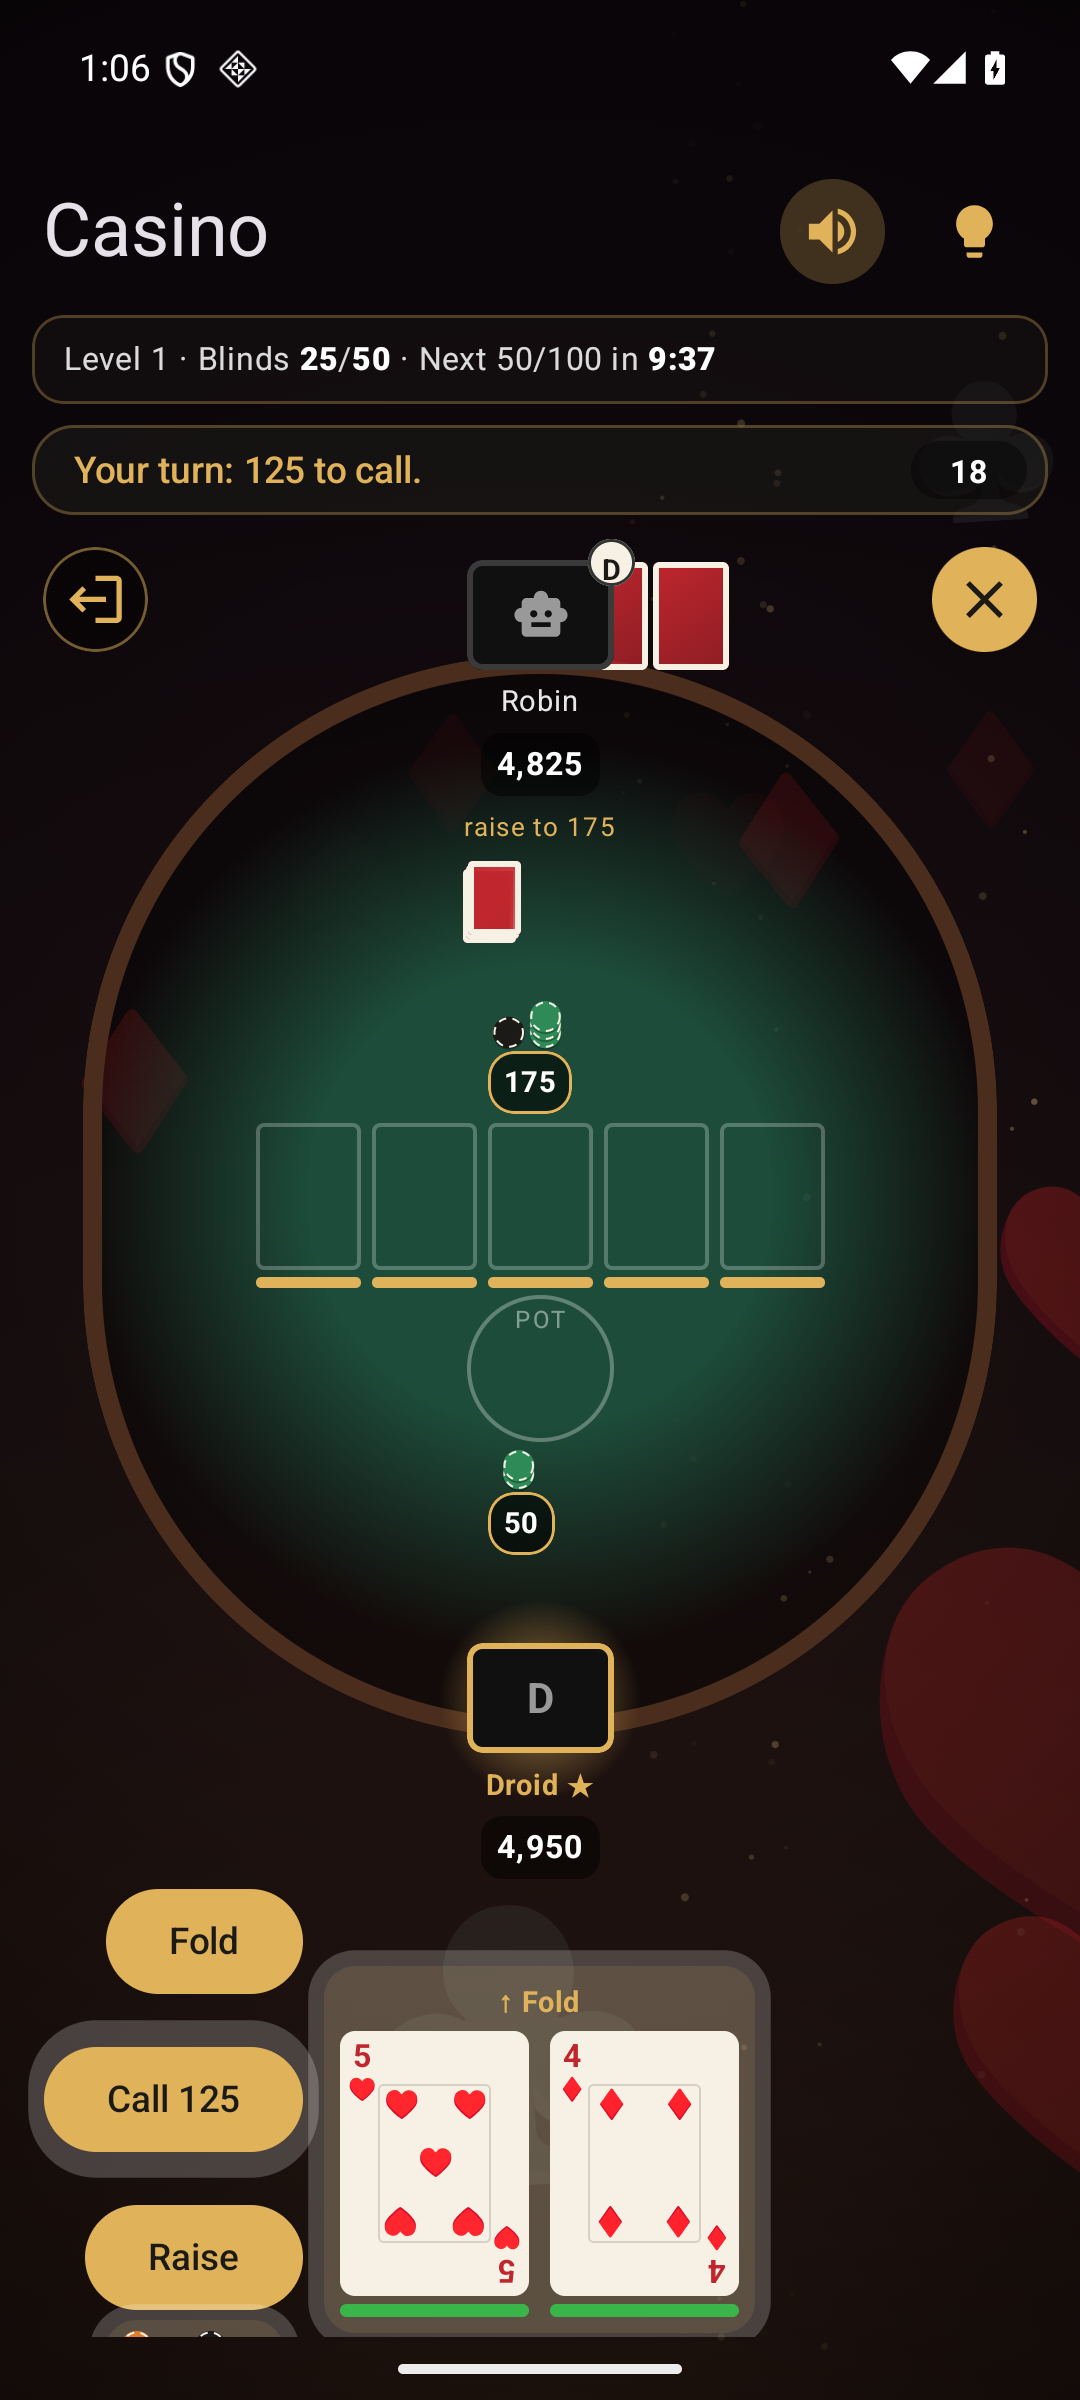 1:06
Casino
Level 1 · Blinds 25/50 · Next 50/100 in 9:37
Your turn: 125 to call.
18
D
Robin
4,825
raise to 175
175
POT
50
D
Droid ★
4,950
Fold
↑ Fold
5
4
Call 125
5
4
Raise